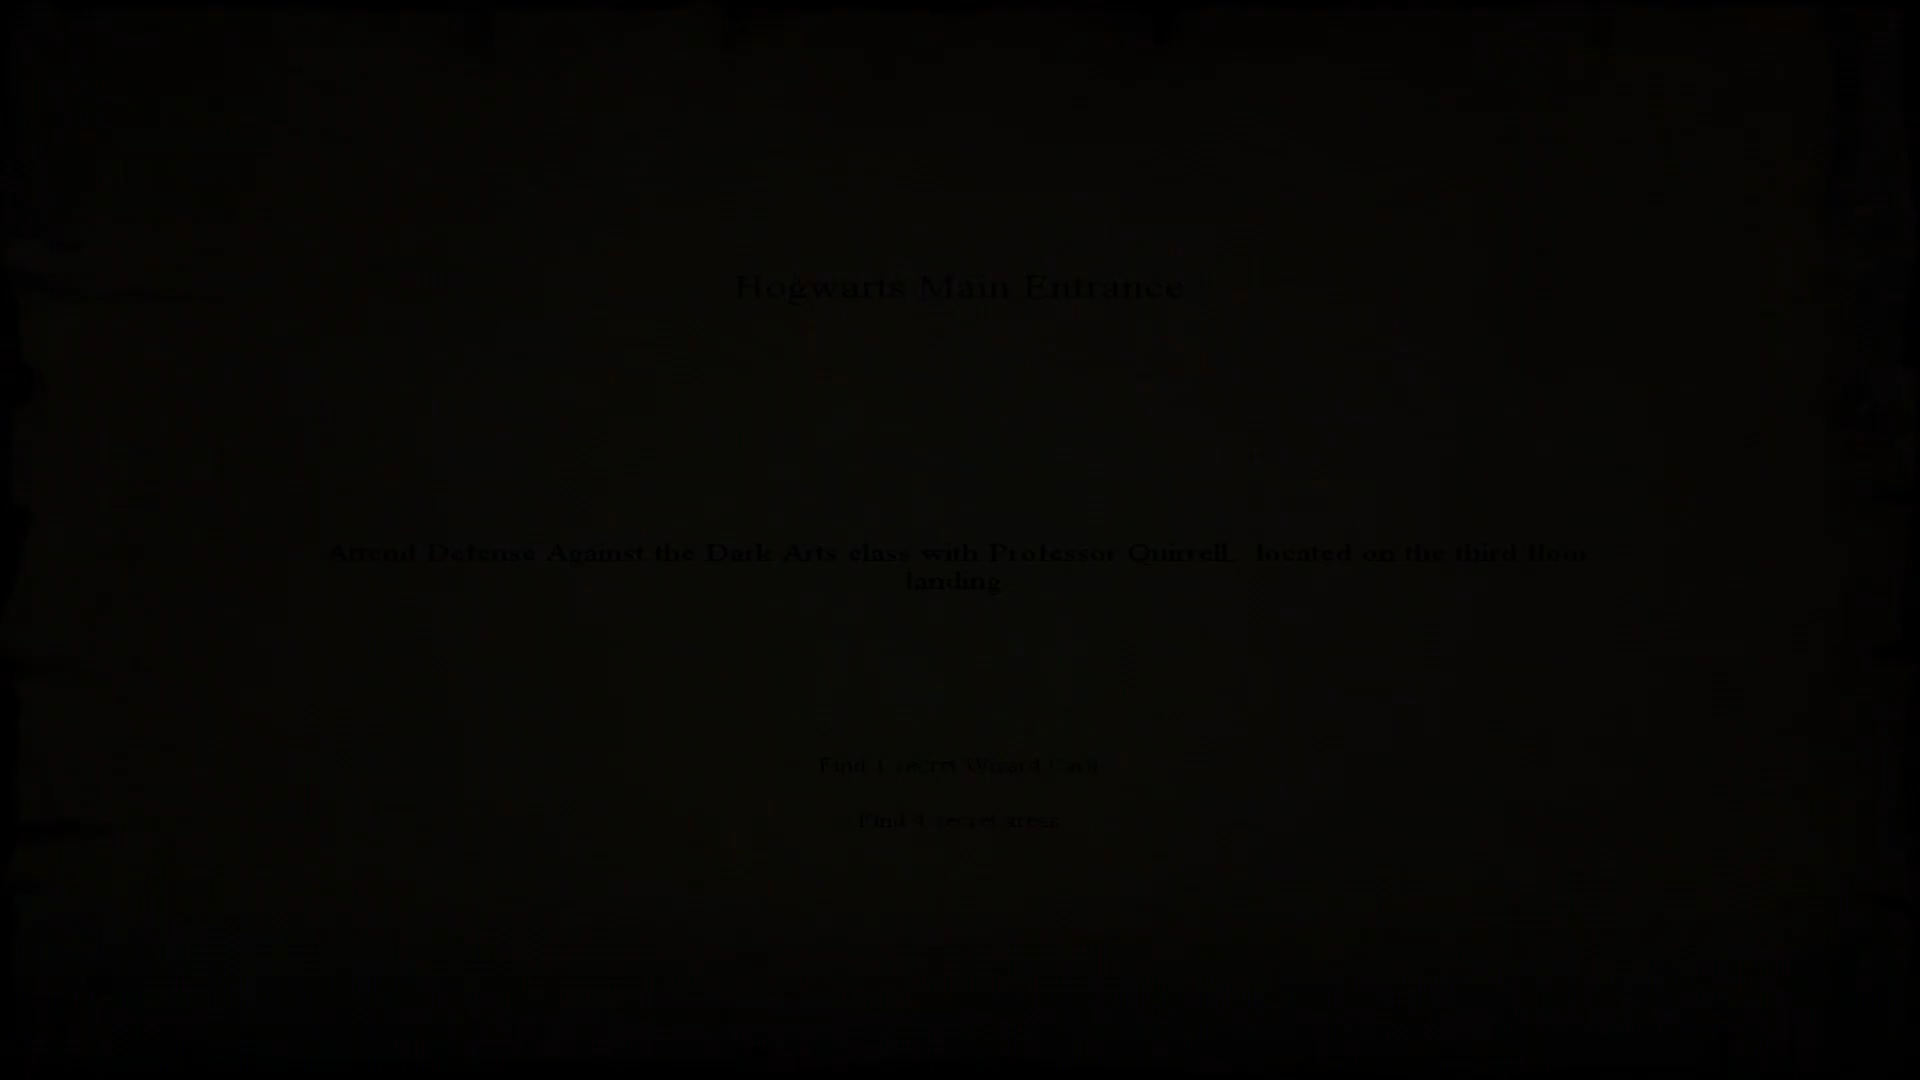 Hogwarts Main Entrance
Attend Defense Against the Dark Arts class with Professor Quirrell, located on the third floor
landing.
Find 1 secret Wizard Card
Find 4 secret areas